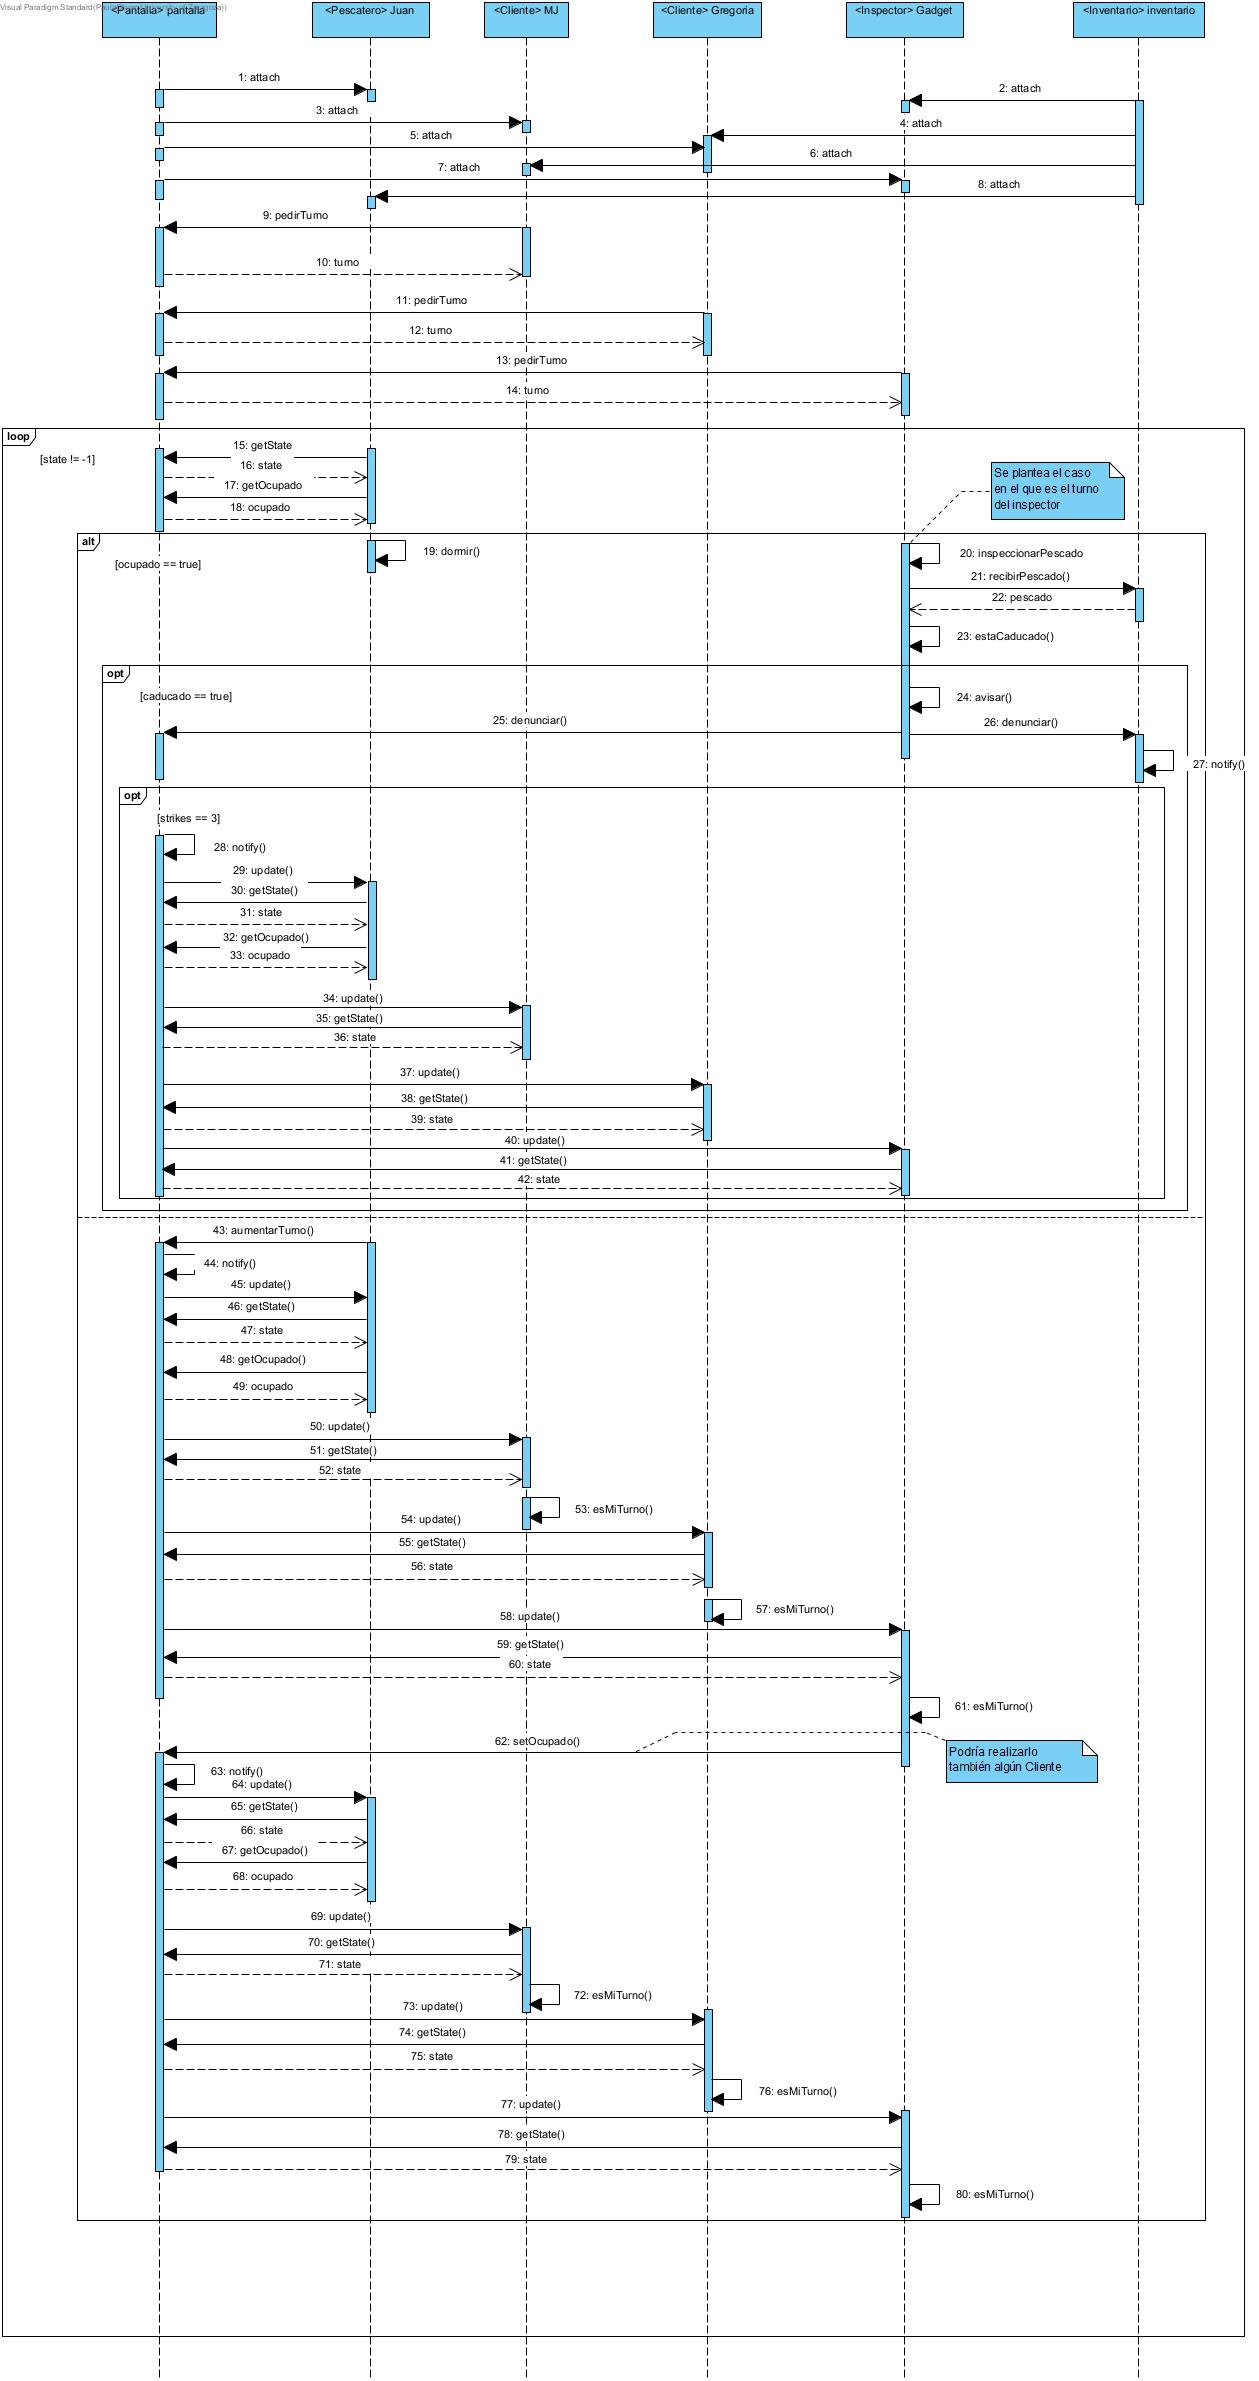 Visual Paradigm Standard
<Pantalla> pantalla
<Pescatero> Juan
<Cliente> MJ
<Cliente> Gregoria
<Inspector> Gadget
<Inventario> inventario
1: attach
2: attach
3: attach
4: attach
5: attach
6: attach
7: attach
8: attach
9: pedirTurno
10: turno
11: pedirTurno
12: turno
13: pedirTurno
14: turno
loop
[state != -1]
15: getState
16: state
17: getOcupado
18: ocupado
Se plantea el caso
en el que es el turno
del inspector
alt
[ocupado == true]
19: dormir()
20: inspeccionarPescado
21: recibirPescado()
22: pescado
23: estaCaducado()
opt
[caducado == true]
24: avisar()
25: denunciar()
26: denunciar()
27: notify()
opt
[strikes == 3]
28: notify()
29: update()
30: getState()
31: state
32: getOcupado()
33: ocupado
34: update()
35: getState()
36: state
37: update()
38: getState()
39: state
40: update()
41: getState()
42: state
43: aumentarTurno()
44: notify()
45: update()
46: getState()
47: state
48: getOcupado()
49: ocupado
50: update()
51: getState()
52: state
53: esMiTurno()
54: update()
55: getState()
56: state
57: esMiTurno()
58: update()
59: getState()
60: state
61: esMiTurno()
62: setOcupado()
Podría realizarlo
también algún Cliente
63: notify()
64: update()
65: getState()
66: state
67: getOcupado()
68: ocupado
69: update()
70: getState()
71: state
72: esMiTurno()
73: update()
74: getState()
75: state
76: esMiTurno()
77: update()
78: getState()
79: state
80: esMiTurno()